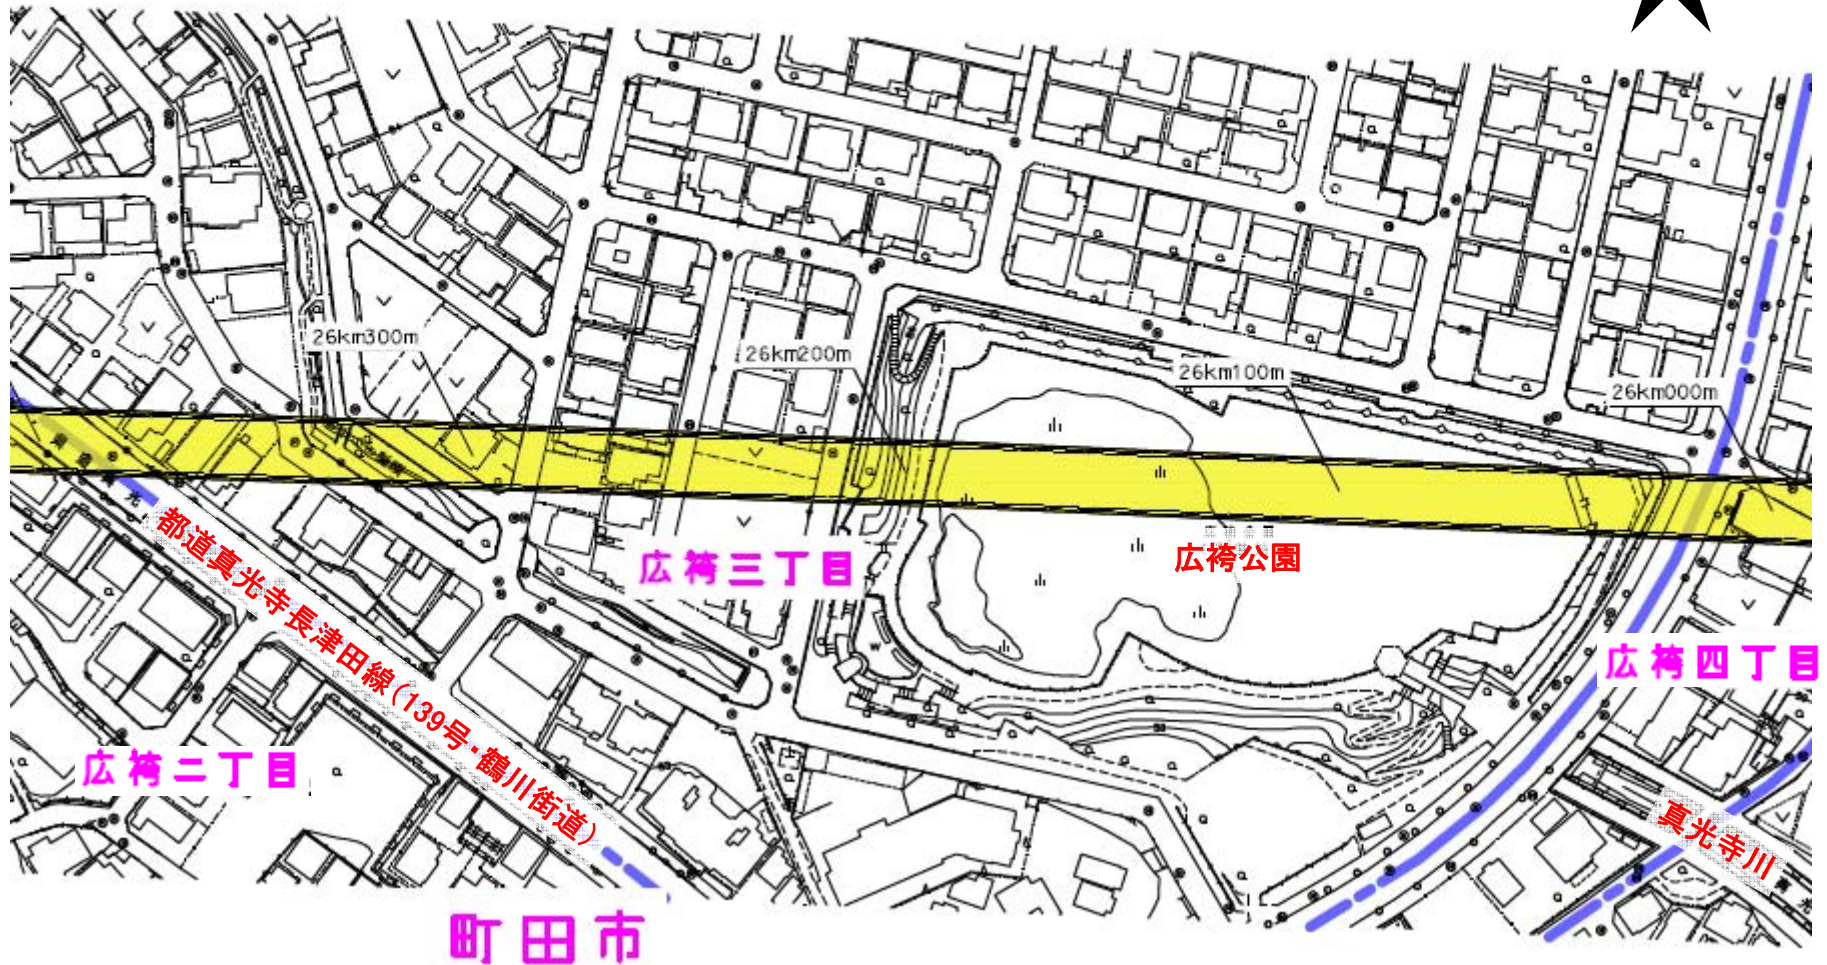 26km300m
26km200m
26km100m
26km000m
都道真光寺長津田線(139号・鶴川街道)
広袴三丁目
広袴公園
広袴四丁目
広袴二丁目
真光寺川
町田市